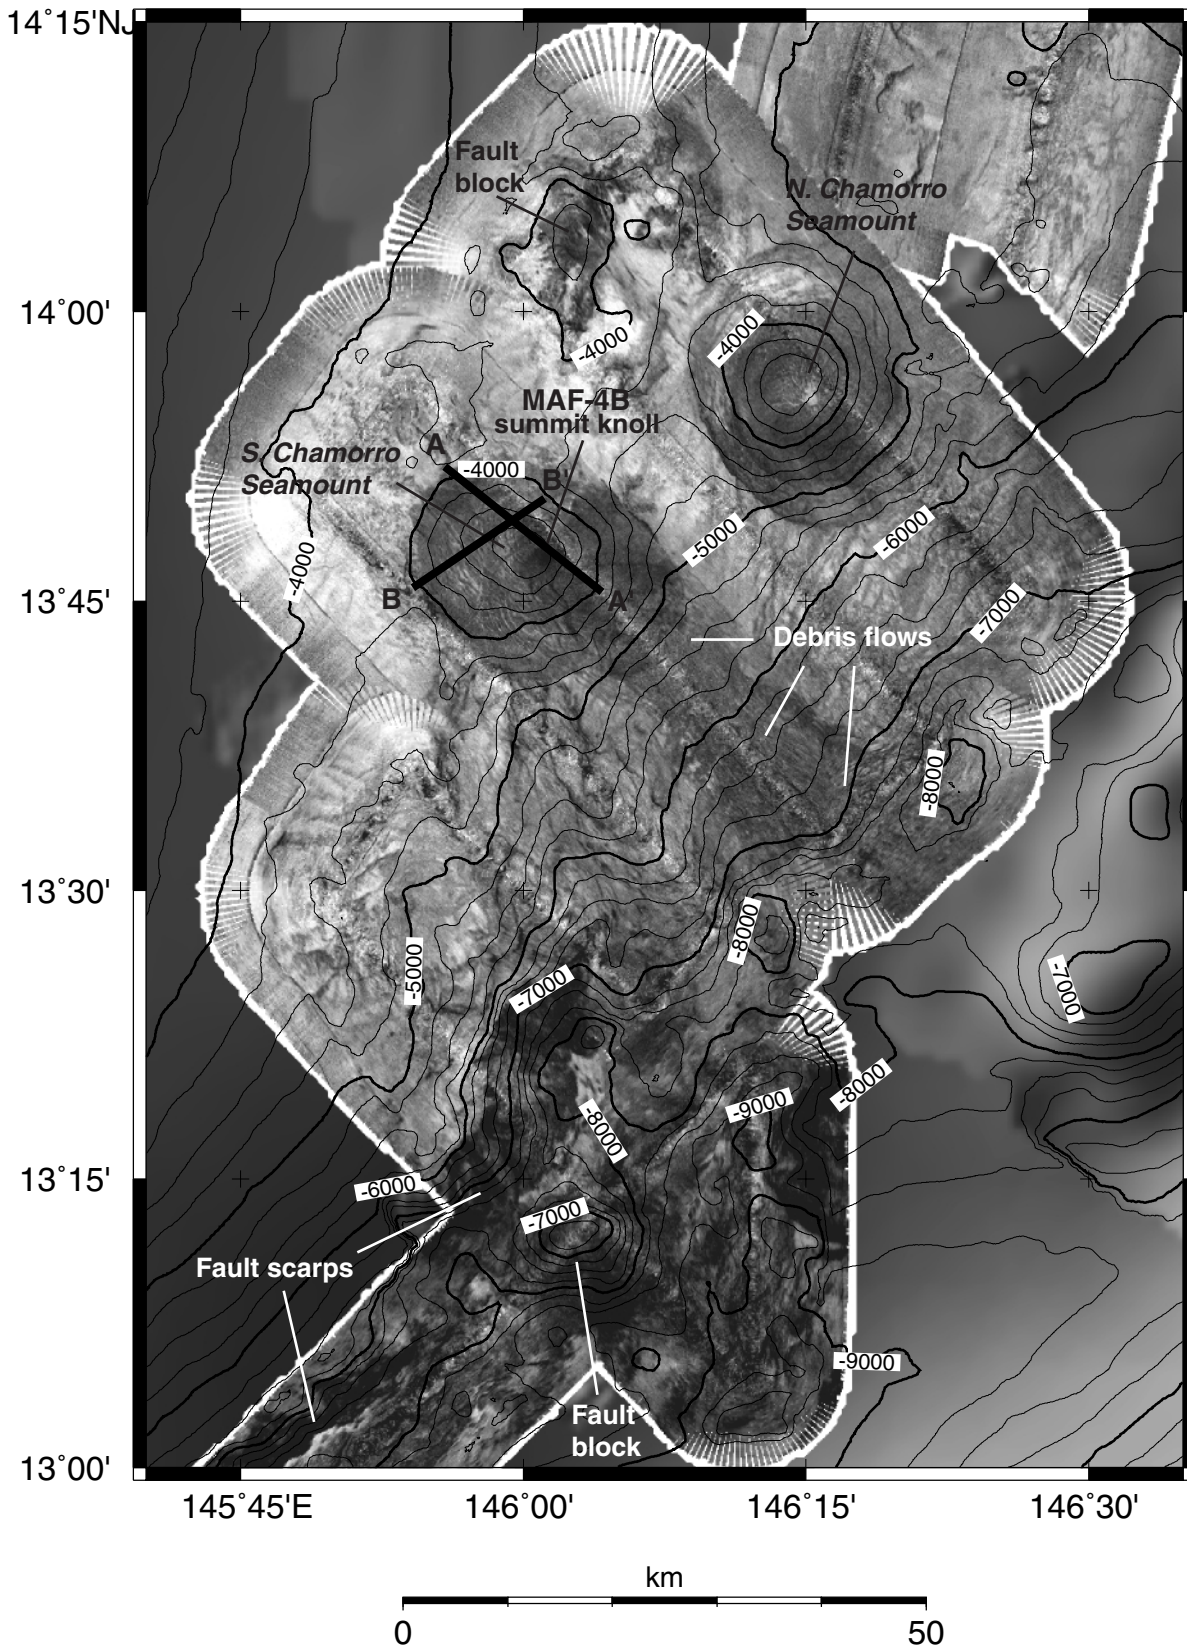 14°15'N
Fault
block
N. Chamorro
Seamount
14°00'
-4000
-4000
MAF-4B
summit knoll
A
S. Chamorro
Seamount
-4000
B'
-5000
-6000
-4000
13°45'
B
A'
-7000
Debris flows
-8000
13°30'
-8000
-5000
-7000
-7000
-8000
-9000
-8000
13°15'
-6000
-7000
Fault scarps
-9000
Fault
block
13°00'
145°45'E
146°00'
146°15'
146°30'
km
0
50